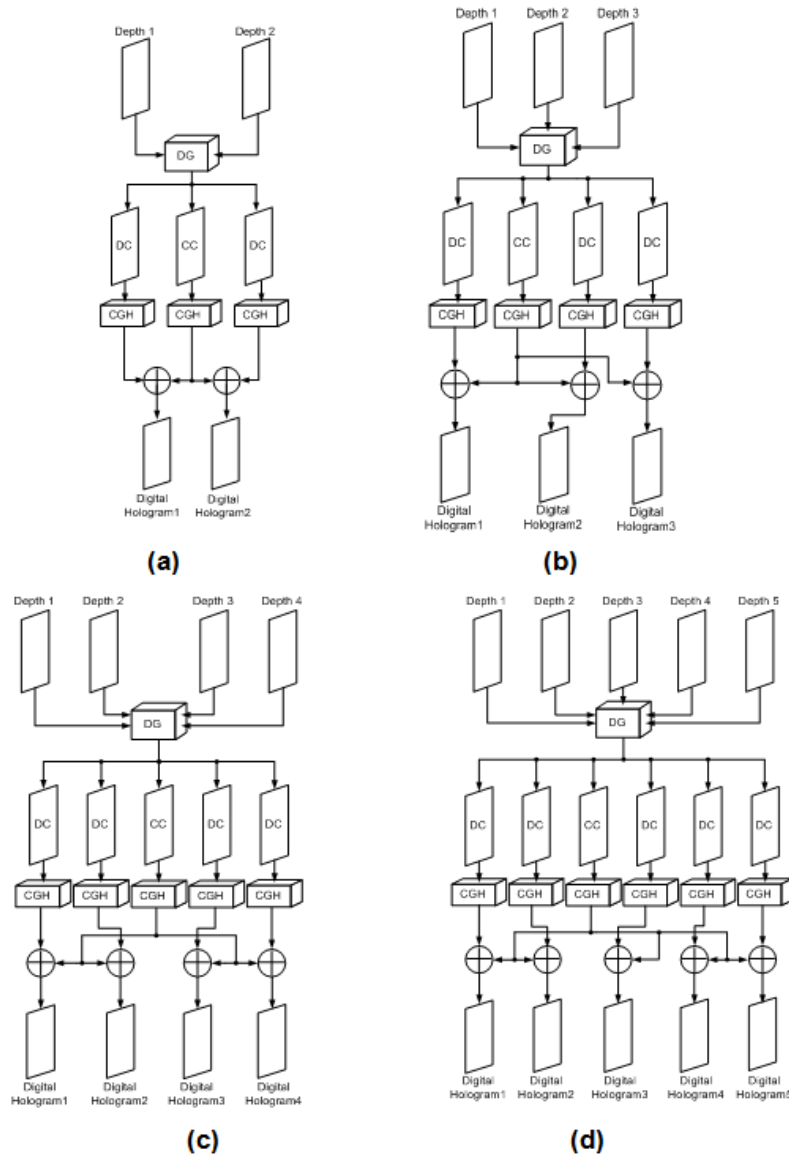 Depth 1 Depth 2
DG
DC CC DC
CGH CGH CGH
Digital Hologram1 Digital Hologram2
(a)
Depth 1 Depth 2 Depth 3
DG
DC CC DC DC
CGH CGH CGH CGH
Digital Hologram1 Digital Hologram2 Digital Hologram3
(b)
Depth 1 Depth 2 Depth 3 Depth 4
DG
DC DC CC DC DC
CGH CGH CGH CGH CGH
Digital Hologram1 Digital Hologram2 Digital Hologram3 Digital Hologram4
(c)
Depth 1 Depth 2 Depth 3 Depth 4 Depth 5
DG
DC DC CC DC DC DC
CGH CGH CGH CGH CGH CGH
Digital Hologram1 Digital Hologram2 Digital Hologram3 Digital Hologram4 Digital Hologram5
(d)